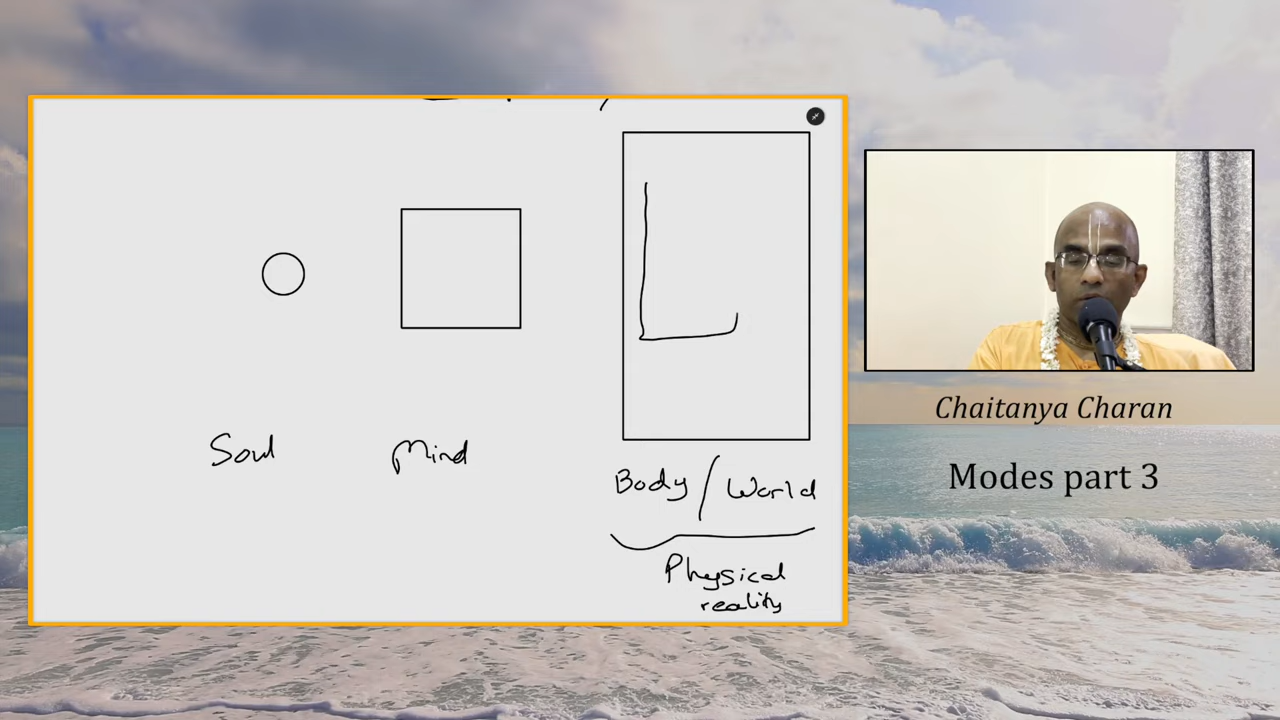 Soul
Mind
Body / World
Physical
reality
Chaitanya Charan
Modes part 3